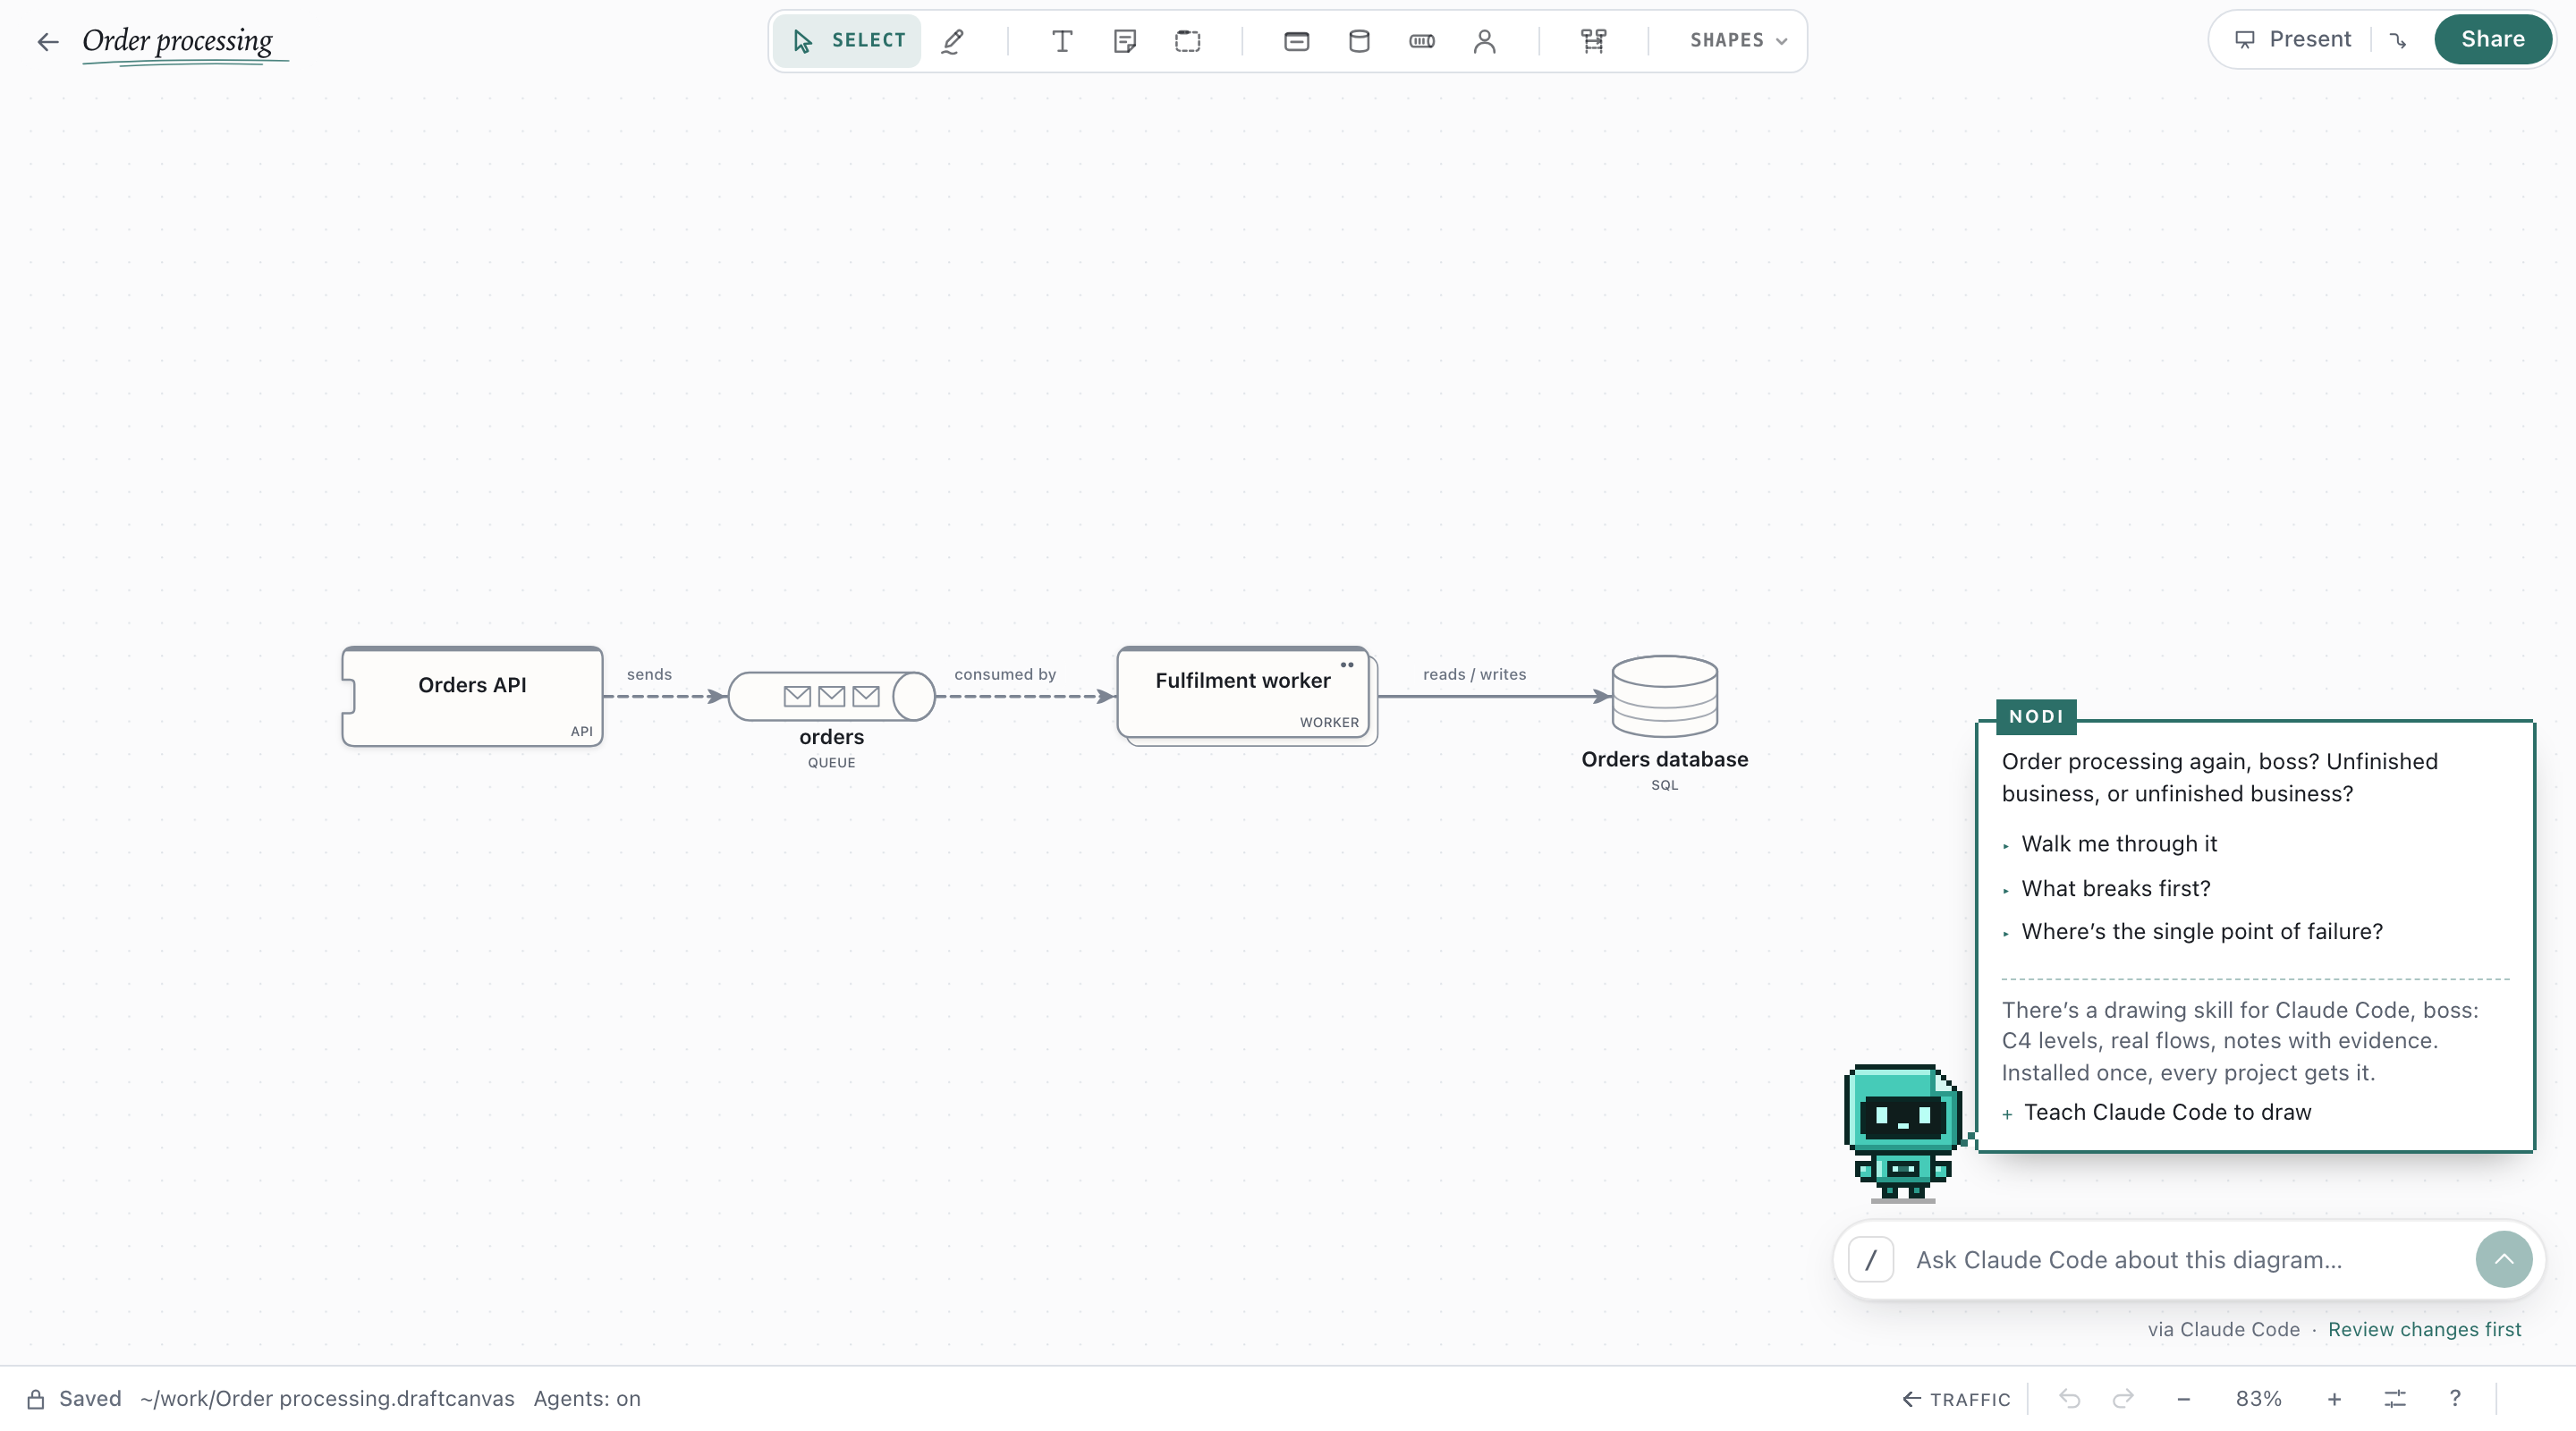 Order processing
SELECT
SHAPES
Present
Share
sends
consumed by
reads / writes
Orders API
API
orders
QUEUE
Fulfilment worker
WORKER
Orders database
SQL
NODI
Order processing again, boss? Unfinished
business, or unfinished business?
Walk me through it
What breaks first?
Where’s the single point of failure?
There’s a drawing skill for Claude Code, boss:
C4 levels, real flows, notes with evidence.
Installed once, every project gets it.
+ Teach Claude Code to draw
/ Ask Claude Code about this diagram...
via Claude Code · Review changes first
Saved ~/work/Order processing.draftcanvas Agents: on
TRAFFIC
− 83% + ?